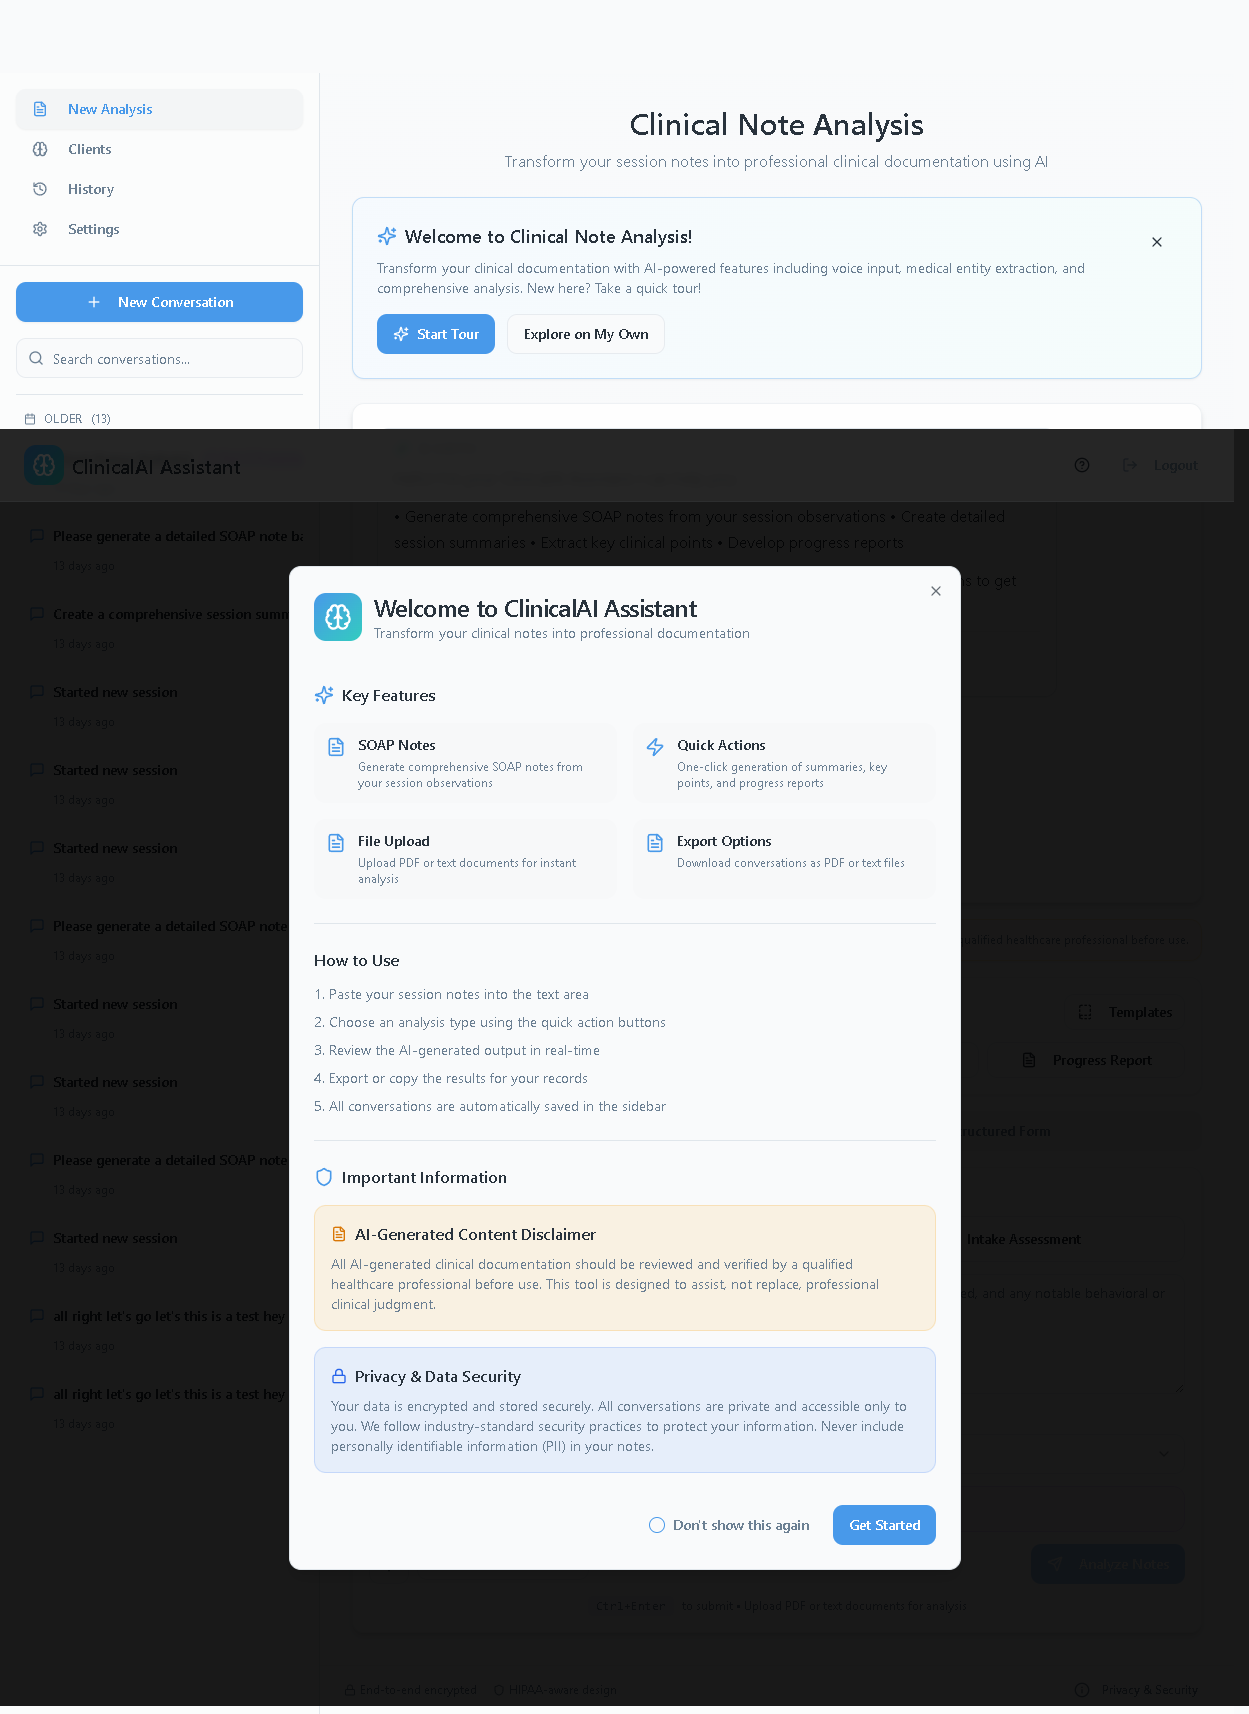 New Analysis
Clients
History
Settings
New Conversation
Search conversations...
OLDER (13)
Clinical Note Analysis
Transform your session notes into professional clinical documentation using AI
Welcome to Clinical Note Analysis!
Transform your clinical documentation with AI-powered features including voice input, medical entity extraction, and
comprehensive analysis. New here? Take a quick tour!
Start Tour
Explore on My Own
ClinicalAI Assistant
Logout
• Generate comprehensive SOAP notes from your session observations • Create detailed
session summaries • Extract key clinical points • Develop progress reports
s to get
Please generate a detailed SOAP note ba
13 days ago
Create a comprehensive session summ
13 days ago
Started new session
13 days ago
Started new session
13 days ago
Started new session
13 days ago
Please generate a detailed SOAP note
13 days ago
Started new session
13 days ago
Started new session
13 days ago
Please generate a detailed SOAP note
13 days ago
Started new session
13 days ago
all right let's go let's this is a test hey
13 days ago
all right let's go let's this is a test hey
13 days ago
Welcome to ClinicalAI Assistant
Transform your clinical notes into professional documentation
Key Features
SOAP Notes
Generate comprehensive SOAP notes from
your session observations
Quick Actions
One-click generation of summaries, key
points, and progress reports
File Upload
Upload PDF or text documents for instant
analysis
Export Options
Download conversations as PDF or text files
How to Use
1. Paste your session notes into the text area
2. Choose an analysis type using the quick action buttons
3. Review the AI-generated output in real-time
4. Export or copy the results for your records
5. All conversations are automatically saved in the sidebar
Important Information
AI-Generated Content Disclaimer
All AI-generated clinical documentation should be reviewed and verified by a qualified
healthcare professional before use. This tool is designed to assist, not replace, professional
clinical judgment.
Privacy & Data Security
Your data is encrypted and stored securely. All conversations are private and accessible only to
you. We follow industry-standard security practices to protect your information. Never include
personally identifiable information (PII) in your notes.
Don't show this again
Get Started
ualified healthcare professional before use.
Templates
Progress Report
ructured Form
Intake Assessment
ed, and any notable behavioral or
Analyze Notes
Ctrl+Enter to submit • Upload PDF or text documents for analysis
End-to-end encrypted
HIPAA-aware design
Privacy & Security